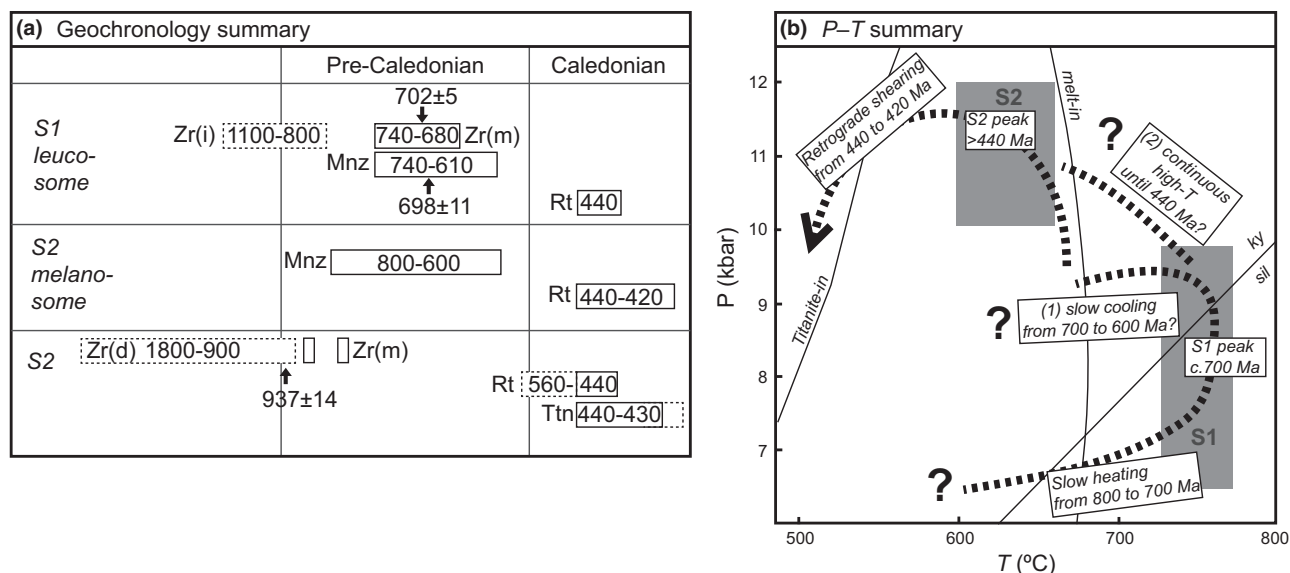 (a) Geochronology summary
Pre-Caledonian
Caledonian
S1
leuco-
some
702±5
Zr(i) 1100-800
740-680 Zr(m)
Mnz 740-610
698±11
Rt 440
S2
melano-
some
Mnz 800-600
Rt 440-420
S2
Zr(d) 1800-900
Zr(m)
937±14
Rt 560-440
Ttn 440-430
(b) P–T summary
P (kbar)
12
11
10
9
8
7
500
600
700
800
T (ºC)
Retrograde shearing
from 440 to 420 Ma
S2
S2 peak
>440 Ma
melt-in
?
(2) continuous
high-T
until 440 Ma?
ky
sil
Titanite-in
?
(1) slow cooling
from 700 to 600 Ma?
S1 peak
c.700 Ma
S1
?
Slow heating
from 800 to 700 Ma